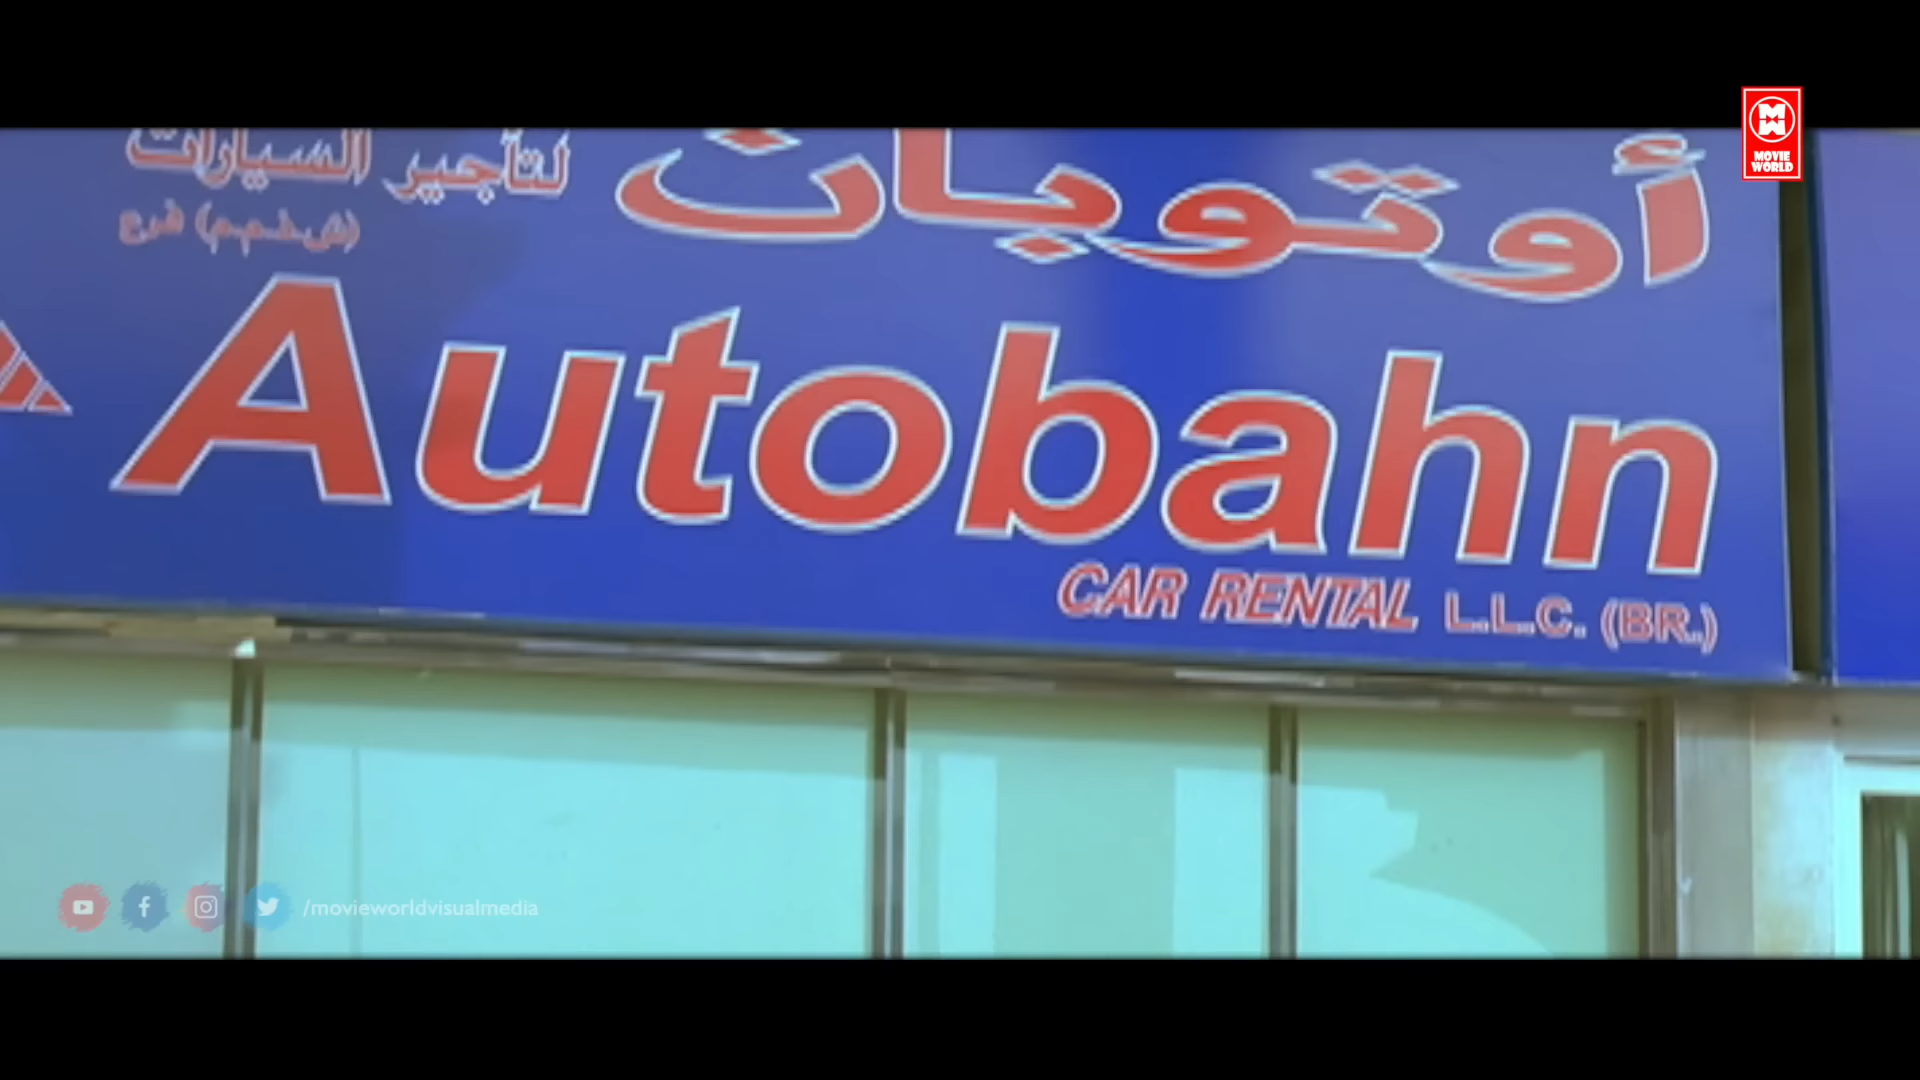 أوتوبان لتأجير السيارات
(ش.ذ.م.م) فرع
Autobahn
CAR RENTAL L.L.C. (BR.)
MOVIE
WORLD
/movieworldvisualmedia